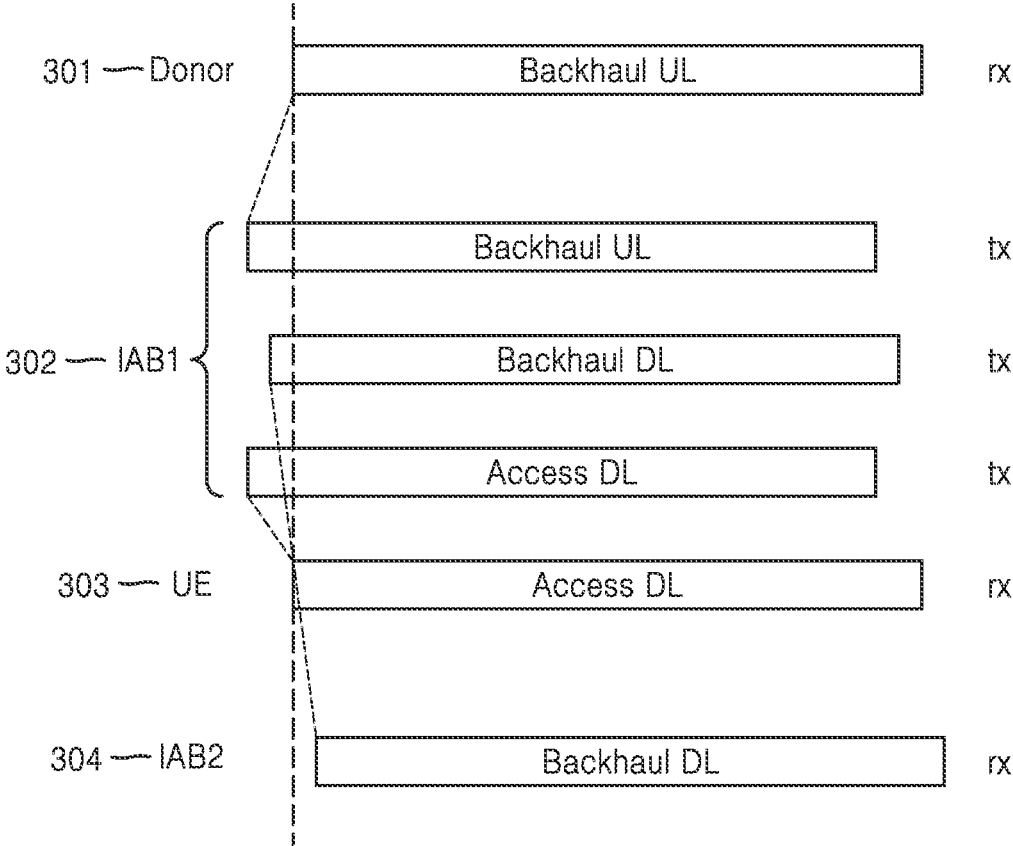 301 Donor Backhaul UL rx
Backhaul UL tx
302 IAB1 Backhaul DL tx
Access DL tx
303 UE Access DL rx
304 IAB2 Backhaul DL rx